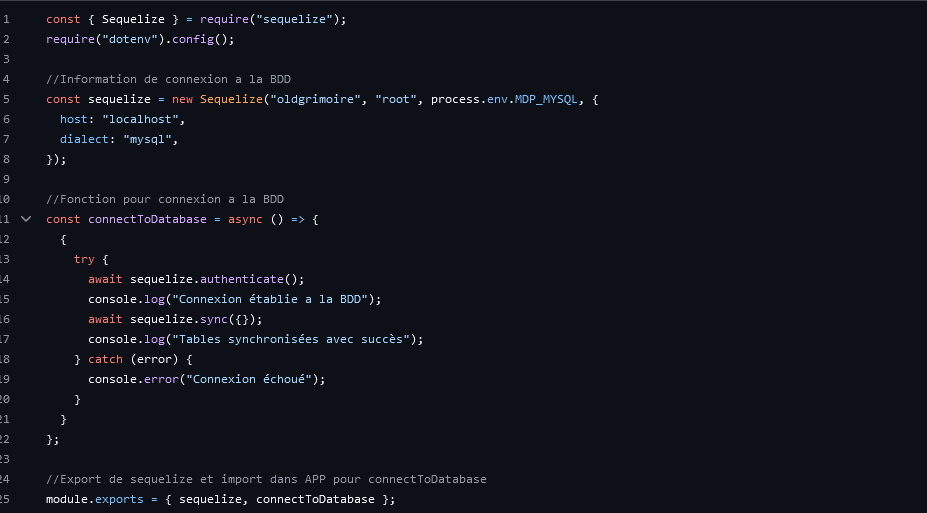 1 const { Sequelize } = require("sequelize");
2 require("dotenv").config();
3
4 //Information de connexion a la BDD
5 const sequelize = new Sequelize("oldgrimoire", "root", process.env.MDP_MYSQL, {
6   host: "localhost",
7   dialect: "mysql",
8 });
9
10 //Fonction pour connexion a la BDD
11 const connectToDatabase = async () => {
12   {
13     try {
14       await sequelize.authenticate();
15       console.log("Connexion établie a la BDD");
16       await sequelize.sync({});
17       console.log("Tables synchronisées avec succès");
18     } catch (error) {
19       console.error("Connexion échoué");
20     }
21   }
22 };
23
24 //Export de sequelize et import dans APP pour connectToDatabase
25 module.exports = { sequelize, connectToDatabase };